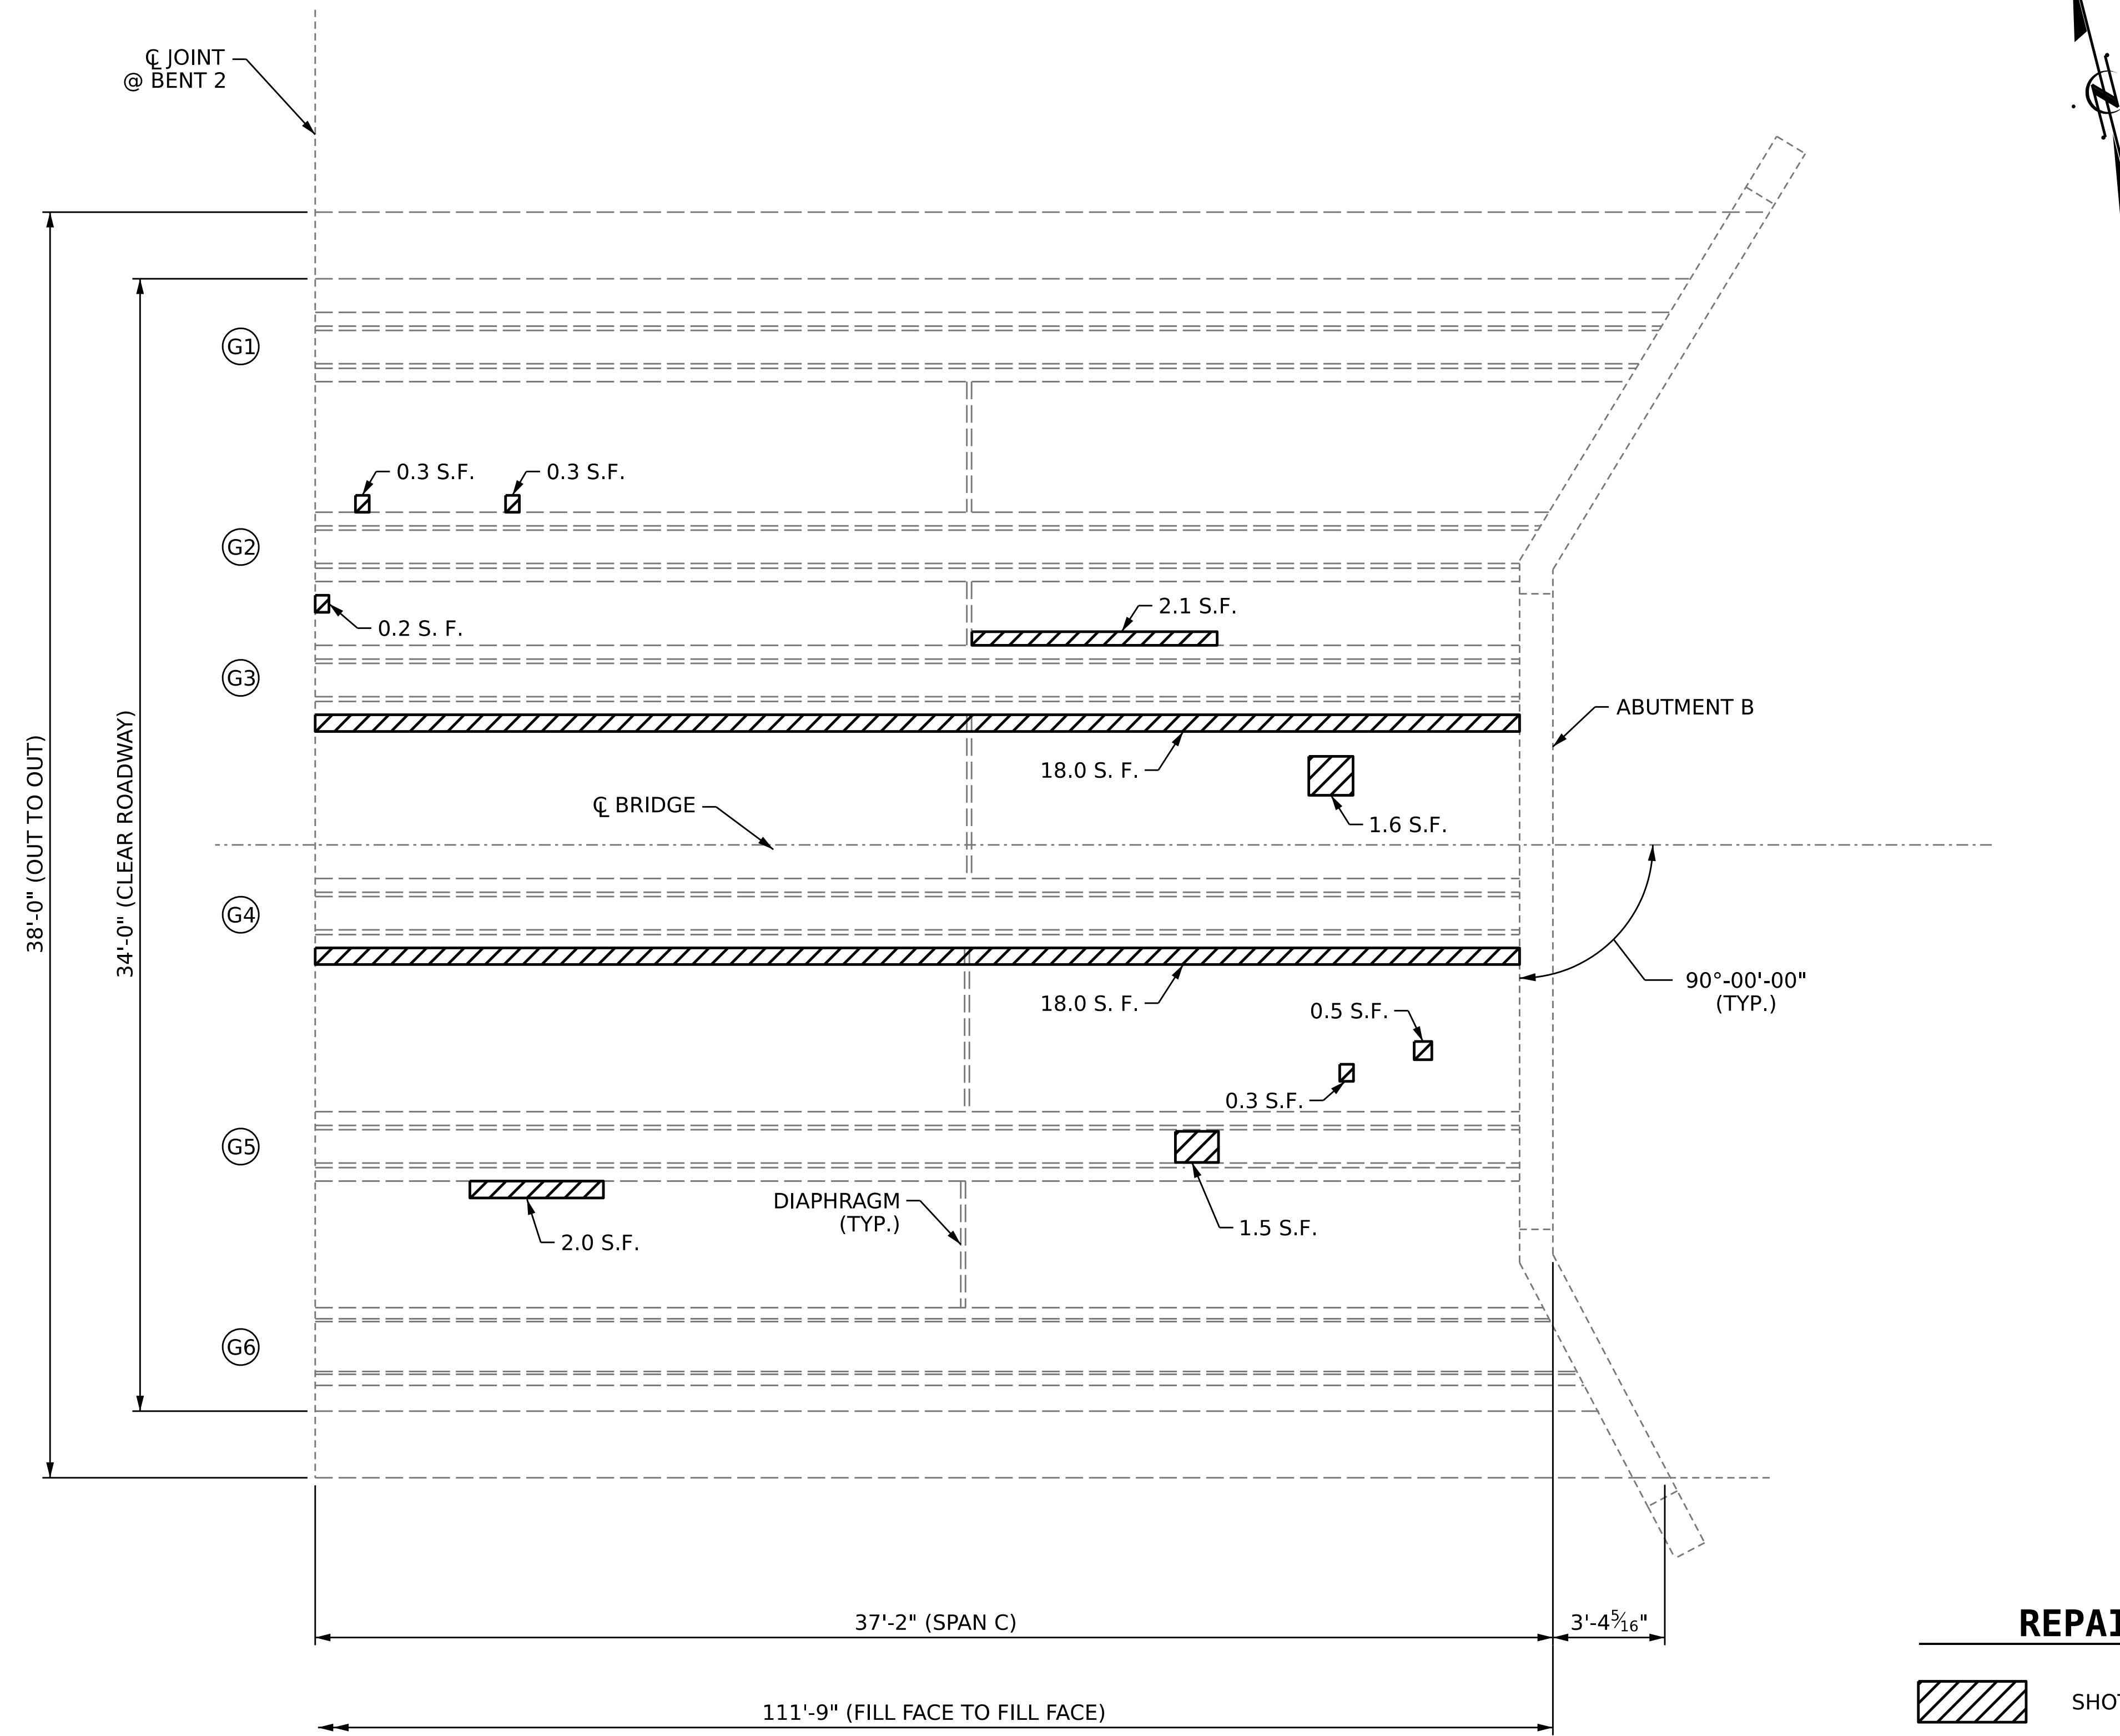 ℄ JOINT
@ BENT 2
G1
0.3 S.F.
0.3 S.F.
G2
0.2 S. F.
2.1 S.F.
G3
ABUTMENT B
18.0 S. F.
1.6 S.F.
℄ BRIDGE
38'-0" (OUT TO OUT)
34'-0" (CLEAR ROADWAY)
G4
90°-00'-00"
(TYP.)
18.0 S. F.
0.5 S.F.
0.3 S.F.
G5
DIAPHRAGM
(TYP.)
1.5 S.F.
2.0 S.F.
G6
37'-2" (SPAN C)
3'-4 5/16"
111'-9" (FILL FACE TO FILL FACE)